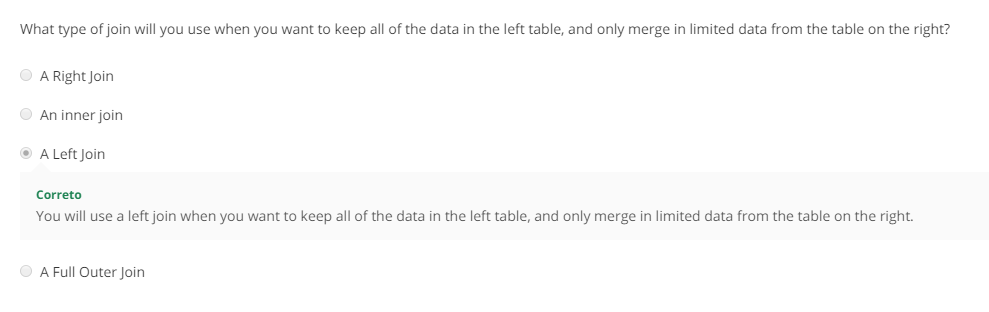 What type of join will you use when you want to keep all of the data in the left table, and only merge in limited data from the table on the right?
A Right Join
An inner join
A Left Join
Correto
You will use a left join when you want to keep all of the data in the left table, and only merge in limited data from the table on the right.
A Full Outer Join